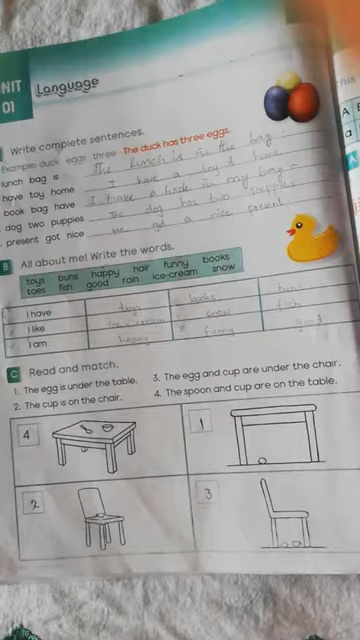 NIT
01
Language
Write complete sentences.
Example: duck eggs three The duck has three eggs.
lunch bag is The lunch is in the bag.
have toy home I have a toy home
book bag have I have a book in my bag.
dog two puppies The dog has two puppies
present got nice He got a nice present.
his
A
a
A
B All about me! Write the words.
toys buns happy hair funny books
toes fish good rain ice-cream snow
I have toys books buns
I like ice-cream snow fish
I am happy funny good
C Read and match.
1. The egg is under the table. 3. The egg and cup are under the chair.
2. The cup is on the chair. 4. The spoon and cup are on the table.
4 1
2 3